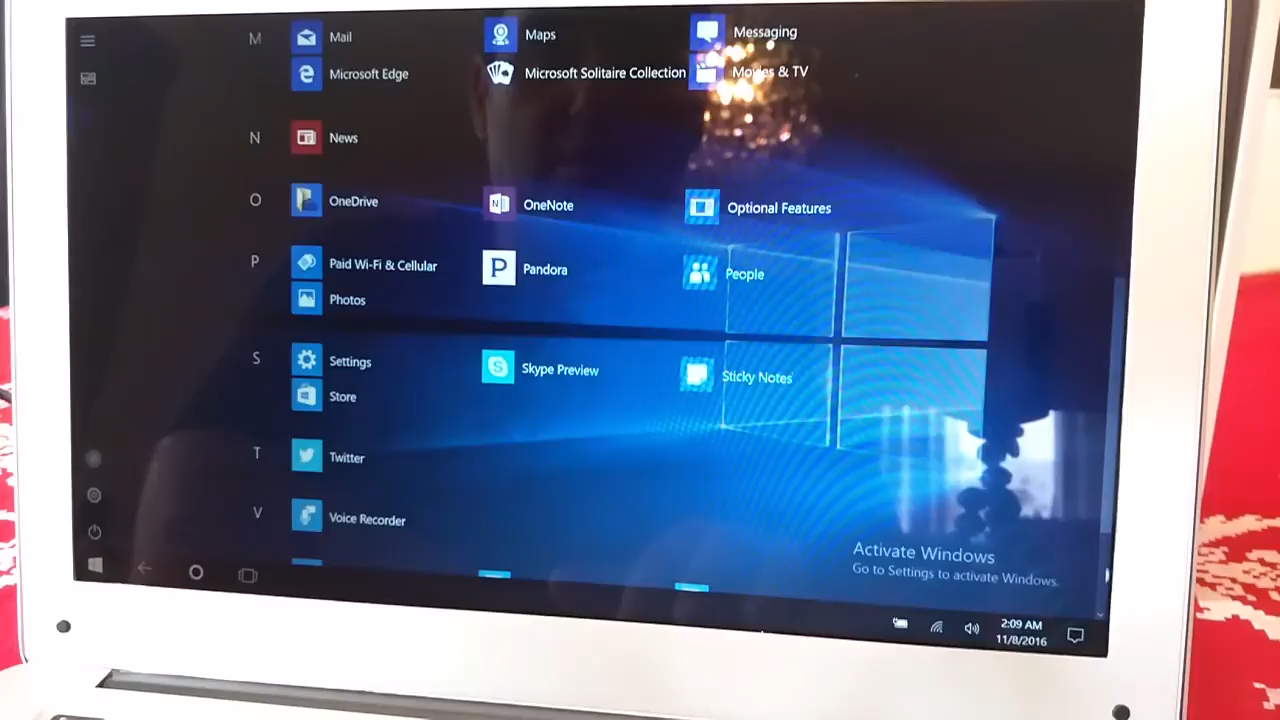 M Mail Maps Messaging
Microsoft Edge Microsoft Solitaire Collection Movies & TV
N News
O OneDrive OneNote Optional Features
P Paid Wi-Fi & Cellular Pandora People
Photos
S Settings Skype Preview Sticky Notes
Store
T Twitter
V Voice Recorder
Activate Windows
Go to Settings to activate Windows.
2:09 AM
11/8/2016